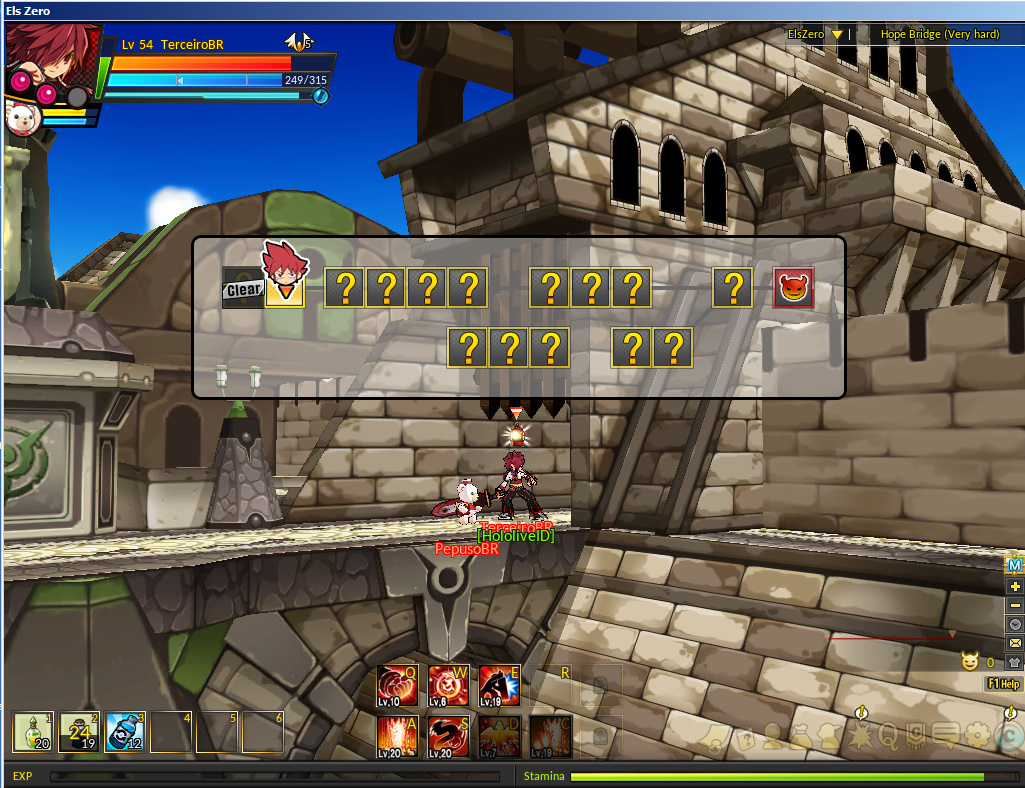 Els Zero
Lv 54 TerceiroBR
5
ElsZero
Hope Bridge (Very hard)
249/315
Clear
? ? ? ? ? ? ? ?
? ? ? ? ?
TerceiroBR
[HololiveID]
PepusoBR
M
0
F1 Help
Q W E R
Lv,10 Lv,6 Lv,19
1 2 3 4 5 6
20 24 19 12
A S D C
Lv,20 Lv,20 Lv,7 Lv,19
EXP
Stamina